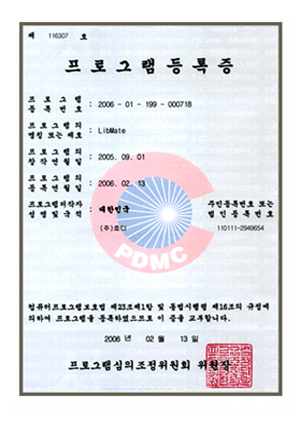 제 116307 호
프로그램등록증
프로그램
등록번호 : 2006 - 01 - 199 - 000718
프로그램의
명칭 또는 제호 : LibMate
프로그램의
창작연월일 : 2005. 09. 01
프로그램의
등록연월일 : 2006. 02. 13
프로그램저작자
성명및국적 : 대한민국
(주)효디
주민등록번호 또는
법인등록번호
110111-2949654
PDMC
컴퓨터프로그램보호법 제23조제1항 및 동법시행령 제16조의 규정에
의하여 프로그램을 등록하였으므로 이 증을 교부합니다.
2006 년 02 월 13 일
프로그램심의조정위원회 위원장